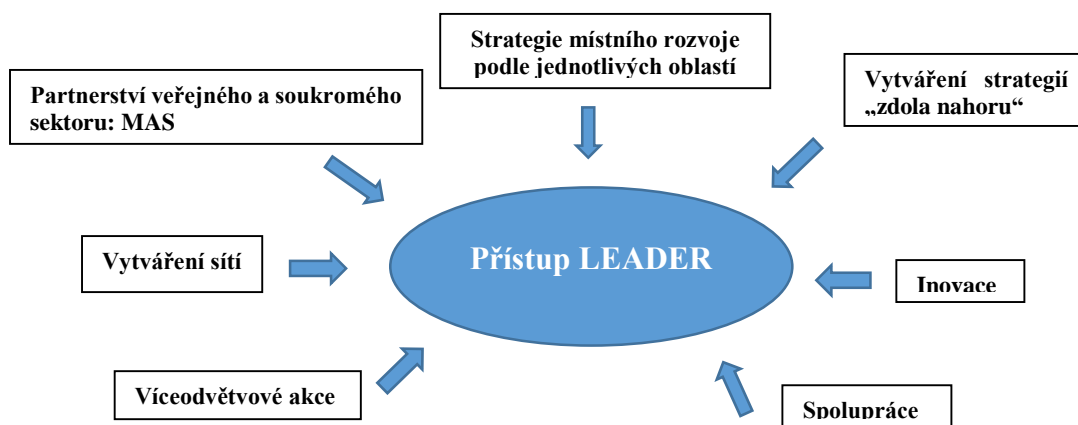 Strategie místního rozvoje
podle jednotlivých oblastí
Partnerství veřejného a soukromého
sektoru: MAS
Vytváření strategií
„zdola nahoru“
Přístup LEADER
Vytváření sítí
Inovace
Víceodvětvové akce
Spolupráce